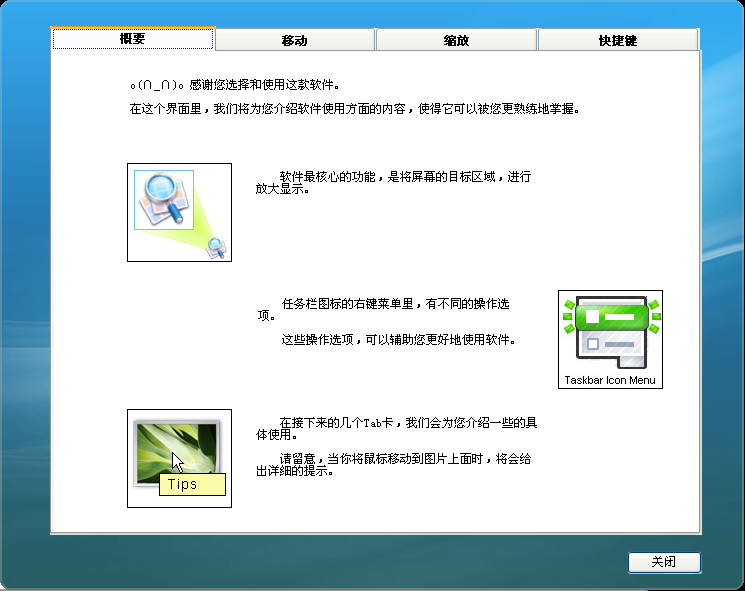 概要
移动
缩放
快捷键
o(∩_∩)o 感谢您选择和使用这款软件。
在这个界面里，我们将为您介绍软件使用方面的内容，使得它可以被您更熟练地掌握。
软件最核心的功能，是将屏幕的目标区域，进行
放大显示。
任务栏图标的右键菜单里，有不同的操作选
项。
这些操作选项，可以辅助您更好地使用软件。
Taskbar Icon Menu
在接下来的几个Tab卡，我们会为您介绍一些的具
体使用。
请留意，当你将鼠标移动到图片上面时，将会给
出详细的提示。
Tips
关闭